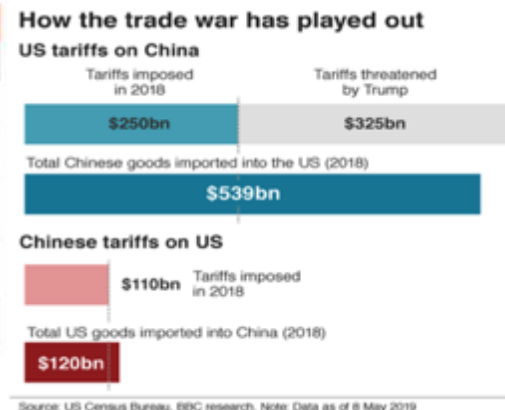 How the trade war has played out
US tariffs on China
Tariffs imposed
in 2018
Tariffs threatened
by Trump
$250bn
$325bn
Total Chinese goods imported into the US (2018)
$539bn
Chinese tariffs on US
$110bn
Tariffs imposed
in 2018
Total US goods imported into China (2018)
$120bn
Source: US Census Bureau, BBC research. Note: Data as of 8 May 2019